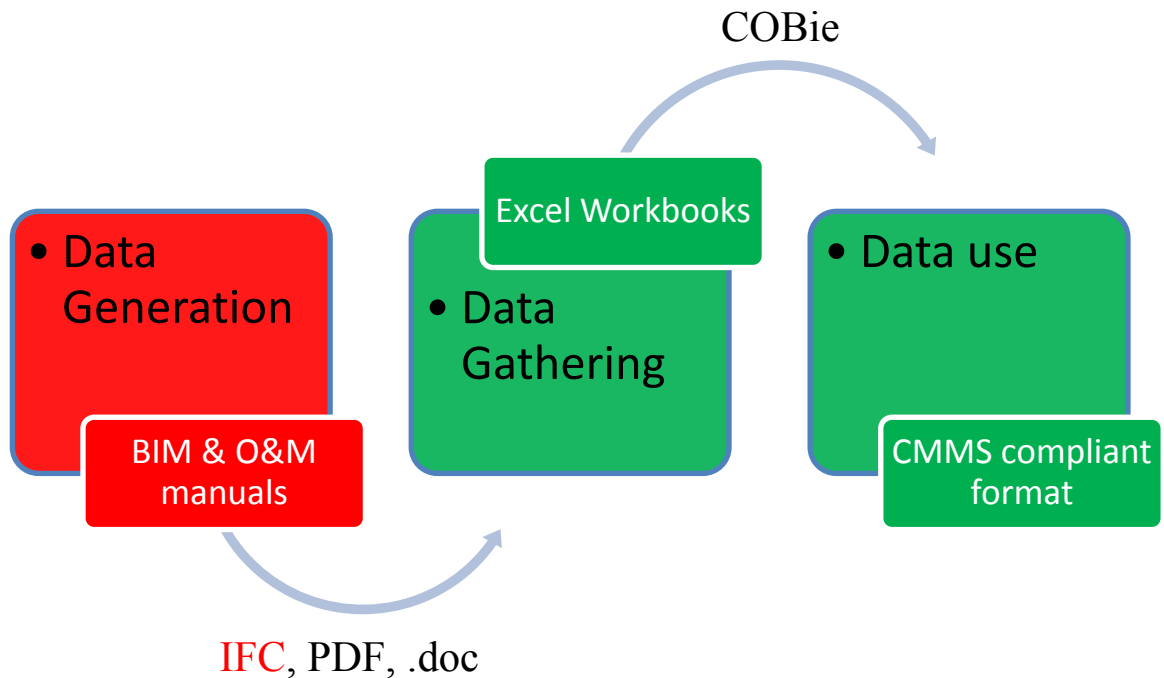 COBie
Excel Workbooks
• Data
Generation
BIM & O&M
manuals
• Data
Gathering
• Data use
CMMS compliant
format
IFC, PDF, .doc